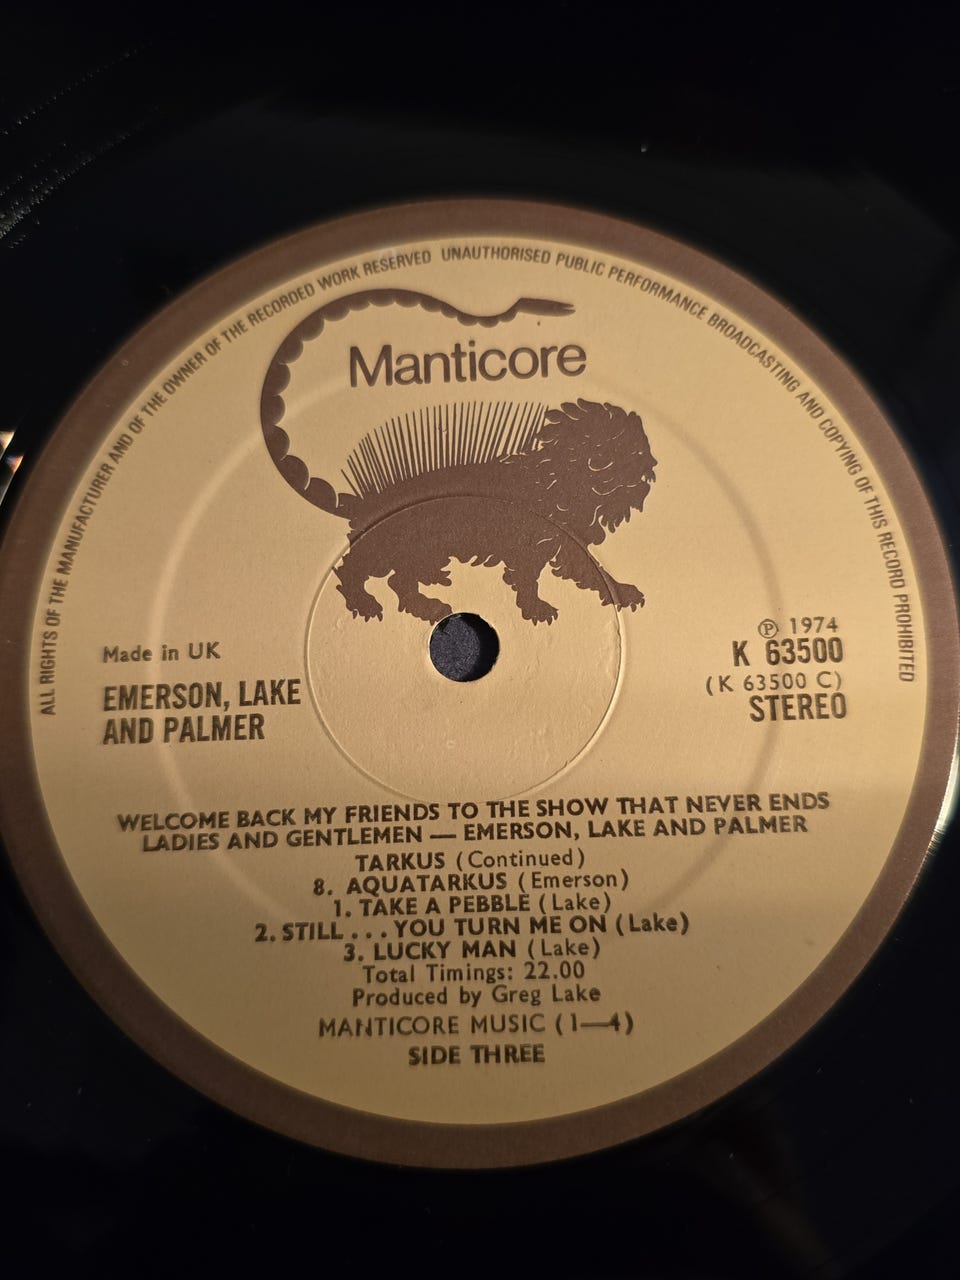 ALL RIGHTS OF THE MANUFACTURER AND OF THE OWNER OF THE RECORDED WORK RESERVED UNAUTHORISED PUBLIC PERFORMANCE BROADCASTING AND COPYING OF THIS RECORD PROHIBITED
Manticore
Made in UK
EMERSON, LAKE
AND PALMER
℗ 1974
K 63500
(K 63500 C)
STEREO
WELCOME BACK MY FRIENDS TO THE SHOW THAT NEVER ENDS
LADIES AND GENTLEMEN — EMERSON, LAKE AND PALMER
TARKUS (Continued)
8. AQUATARKUS (Emerson)
1. TAKE A PEBBLE (Lake)
2. STILL . . . YOU TURN ME ON (Lake)
3. LUCKY MAN (Lake)
Total Timings: 22.00
Produced by Greg Lake
MANTICORE MUSIC (1—4)
SIDE THREE